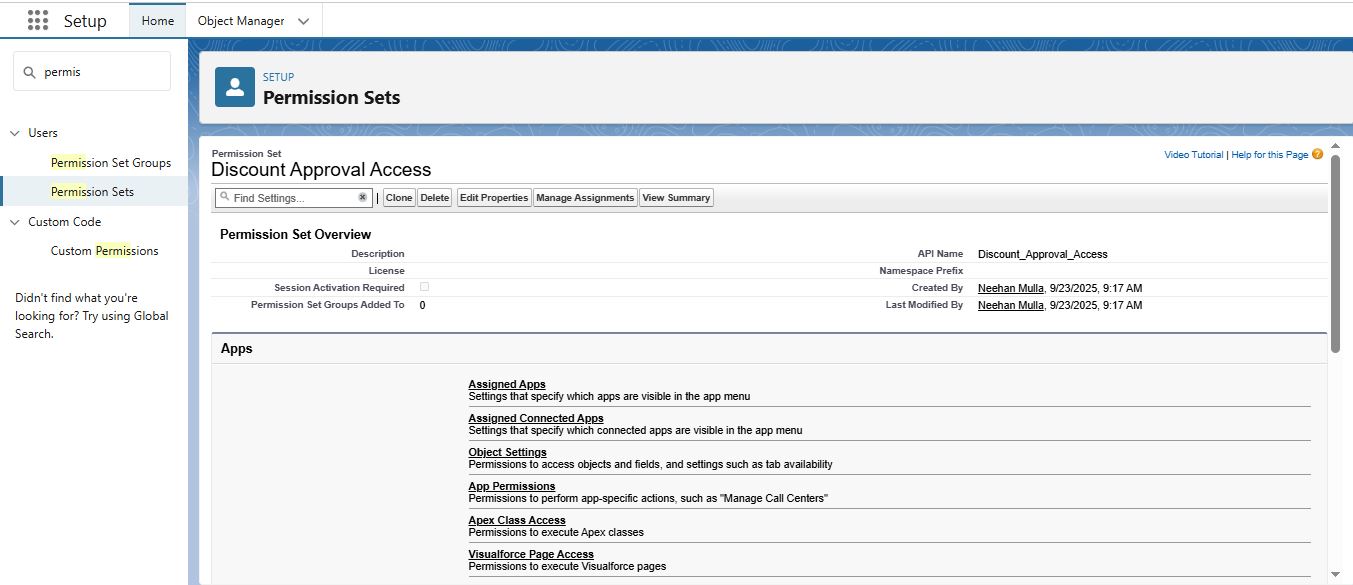 Setup
Home
Object Manager
permis
Users
Permission Set Groups
Permission Sets
Custom Code
Custom Permissions
Didn't find what you're
looking for? Try using Global
Search.
SETUP
Permission Sets
Permission Set
Discount Approval Access
Video Tutorial | Help for this Page ?
Find Settings... | Clone Delete Edit Properties Manage Assignments View Summary
Permission Set Overview
Description API Name Discount_Approval_Access
License Namespace Prefix
Session Activation Required Created By Neehan Mulla, 9/23/2025, 9:17 AM
Permission Set Groups Added To 0 Last Modified By Neehan Mulla, 9/23/2025, 9:17 AM
Apps
Assigned Apps
Settings that specify which apps are visible in the app menu
Assigned Connected Apps
Settings that specify which connected apps are visible in the app menu
Object Settings
Permissions to access objects and fields, and settings such as tab availability
App Permissions
Permissions to perform app-specific actions, such as "Manage Call Centers"
Apex Class Access
Permissions to execute Apex classes
Visualforce Page Access
Permissions to execute Visualforce pages